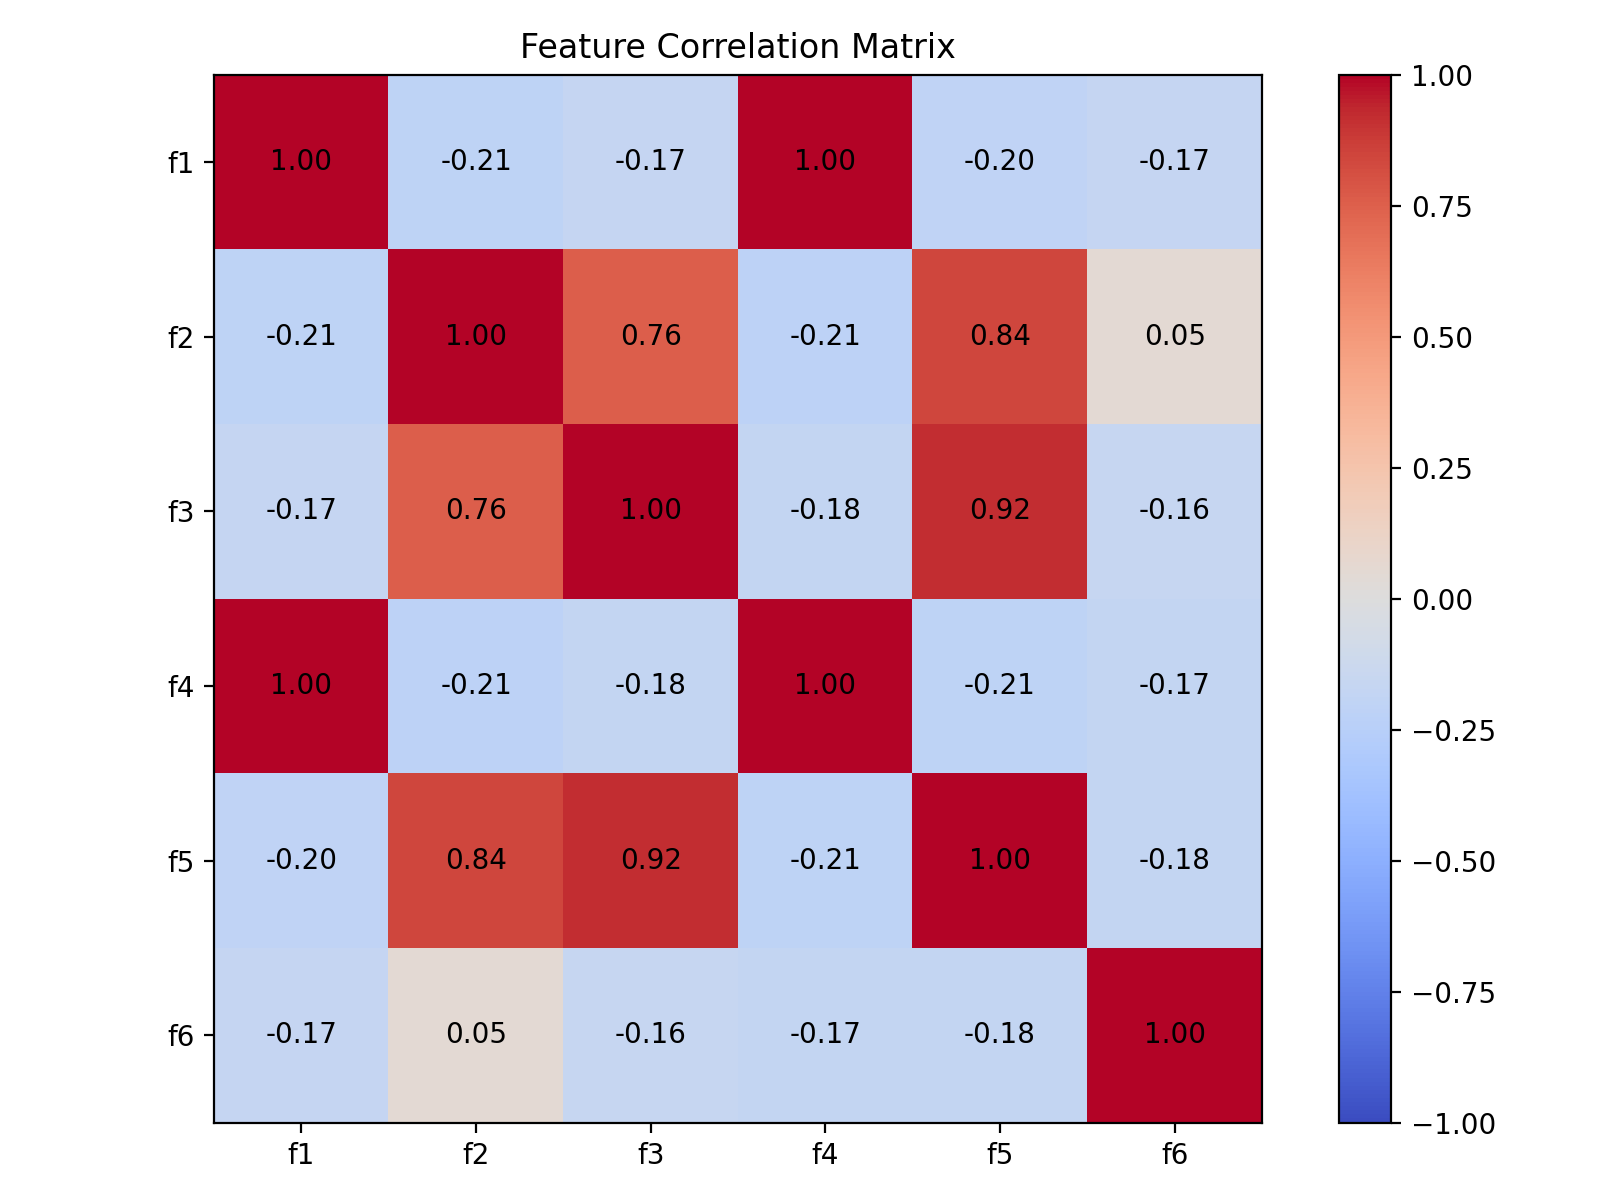 Feature Correlation Matrix
f1 1.00 -0.21 -0.17 1.00 -0.20 -0.17
f2 -0.21 1.00 0.76 -0.21 0.84 0.05
f3 -0.17 0.76 1.00 -0.18 0.92 -0.16
f4 1.00 -0.21 -0.18 1.00 -0.21 -0.17
f5 -0.20 0.84 0.92 -0.21 1.00 -0.18
f6 -0.17 0.05 -0.16 -0.17 -0.18 1.00
f1 f2 f3 f4 f5 f6
1.00
0.75
0.50
0.25
0.00
−0.25
−0.50
−0.75
−1.00